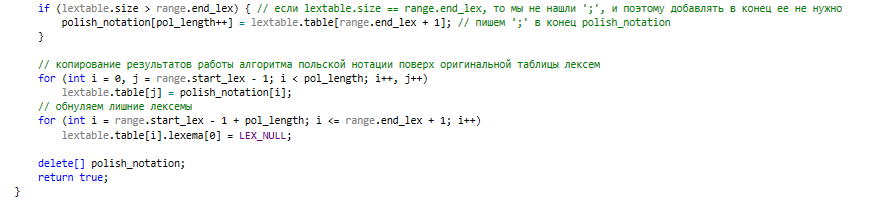 if (lextable.size > range.end_lex) { // если lextable.size == range.end_lex, то мы не нашли ';', и поэтому добавлять в конец ее не нужно
polish_notation[pol_length++] = lextable.table[range.end_lex + 1]; // пишем ';' в конец polish_notation
}
// копирование результатов работы алгоритма польской нотации поверх оригинальной таблицы лексем
for (int i = 0, j = range.start_lex - 1; i < pol_length; i++, j++)
lextable.table[j] = polish_notation[i];
// обнуляем лишние лексемы
for (int i = range.start_lex - 1 + pol_length; i <= range.end_lex + 1; i++)
lextable.table[i].lexema[0] = LEX_NULL;
delete[] polish_notation;
return true;
}